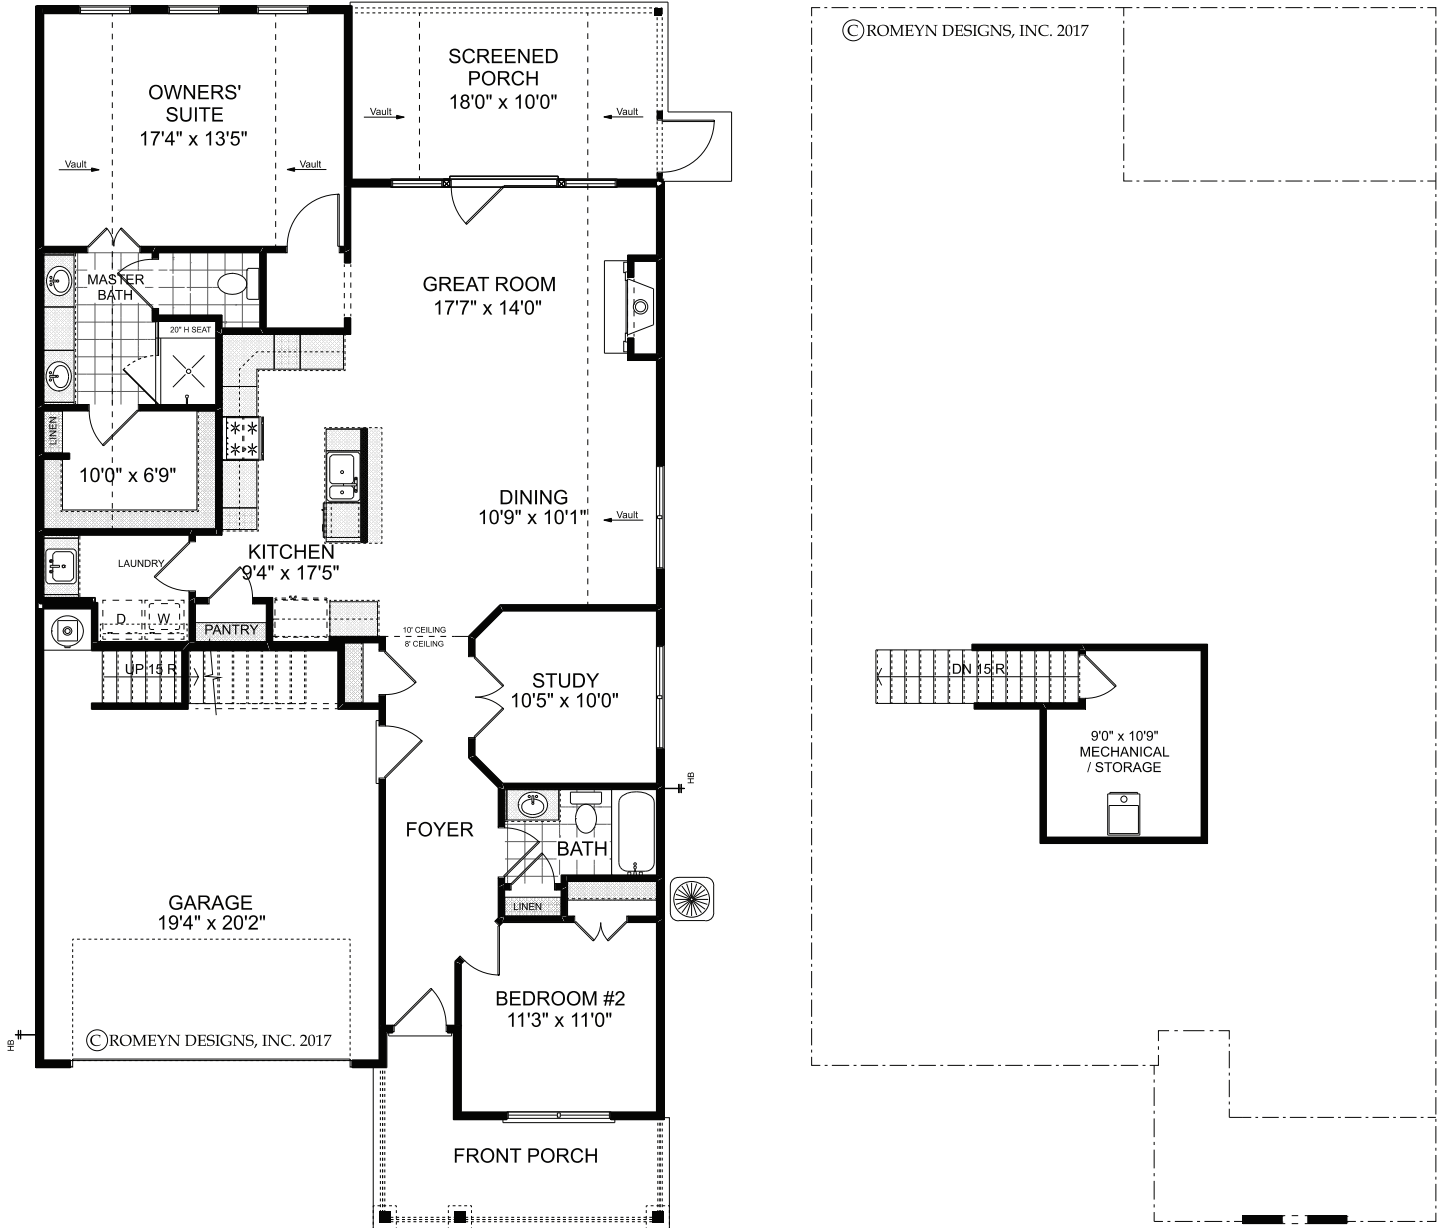 OWNERS'
SUITE
17'4" x 13'5"
Vault
Vault
SCREENED
PORCH
18'0" x 10'0"
Vault
Vault
MASTER
BATH
20" H SEAT
GREAT ROOM
17'7" x 14'0"
LINEN
10'0" x 6'9"
DINING
10'9" x 10'1"
Vault
LAUNDRY
KITCHEN
9'4" x 17'5"
D
W
PANTRY
10' CEILING
8' CEILING
UP 15 R
STUDY
10'5" x 10'0"
HB
FOYER
BATH
LINEN
GARAGE
19'4" x 20'2"
BEDROOM #2
11'3" x 11'0"
© ROMEYN DESIGNS, INC. 2017
HB
FRONT PORCH
© ROMEYN DESIGNS, INC. 2017
DN 15 R
9'0" x 10'9"
MECHANICAL
/ STORAGE